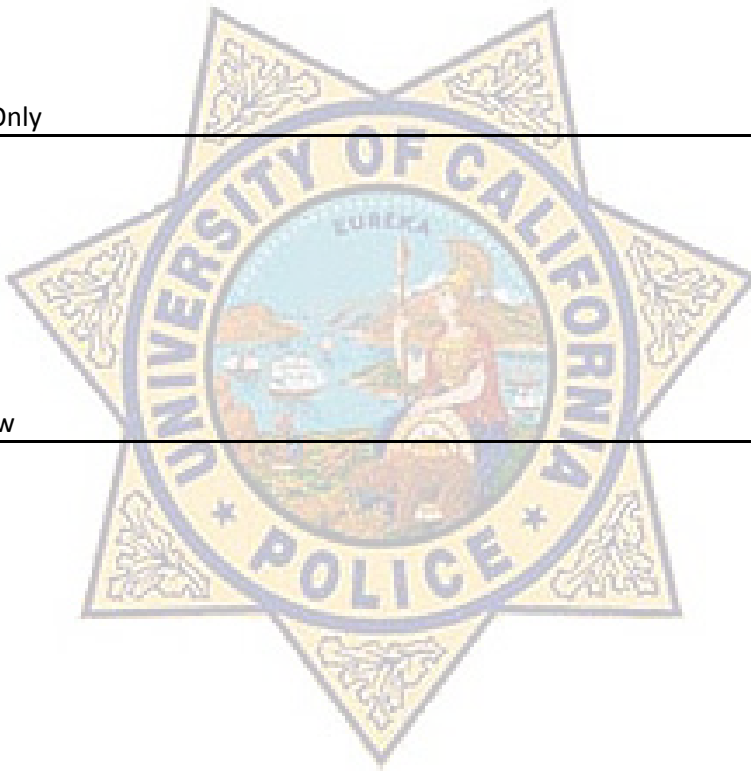 Only
UNIVERSITY OF CALIFORNIA
EUREKA
w
* POLICE *